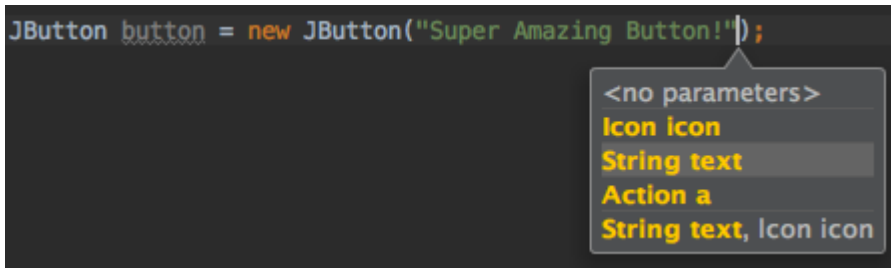 JButton button = new JButton("Super Amazing Button!");
<no parameters>
Icon icon
String text
Action a
String text, Icon icon